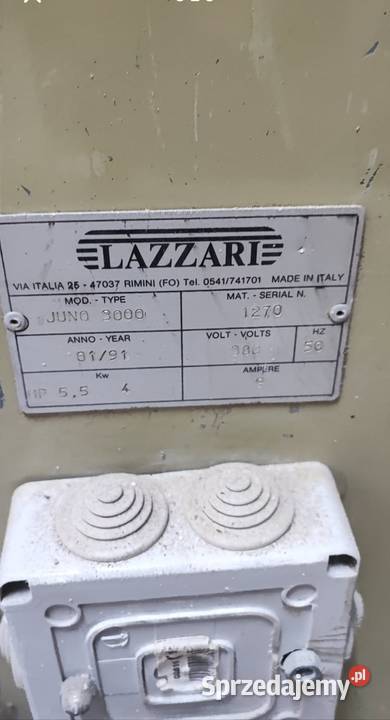 LAZZARI
VIA ITALIA 26 - 47037 RIMINI (FO) Tel. 0541/741701 MADE IN ITALY
MOD. - TYPE
JUNO 3000
MAT. - SERIAL N.
1270
ANNO - YEAR
01/91
VOLT - VOLTS
HZ
50
Kw
HP 5,5 4
AMPERE
Sprzedajemy.pl